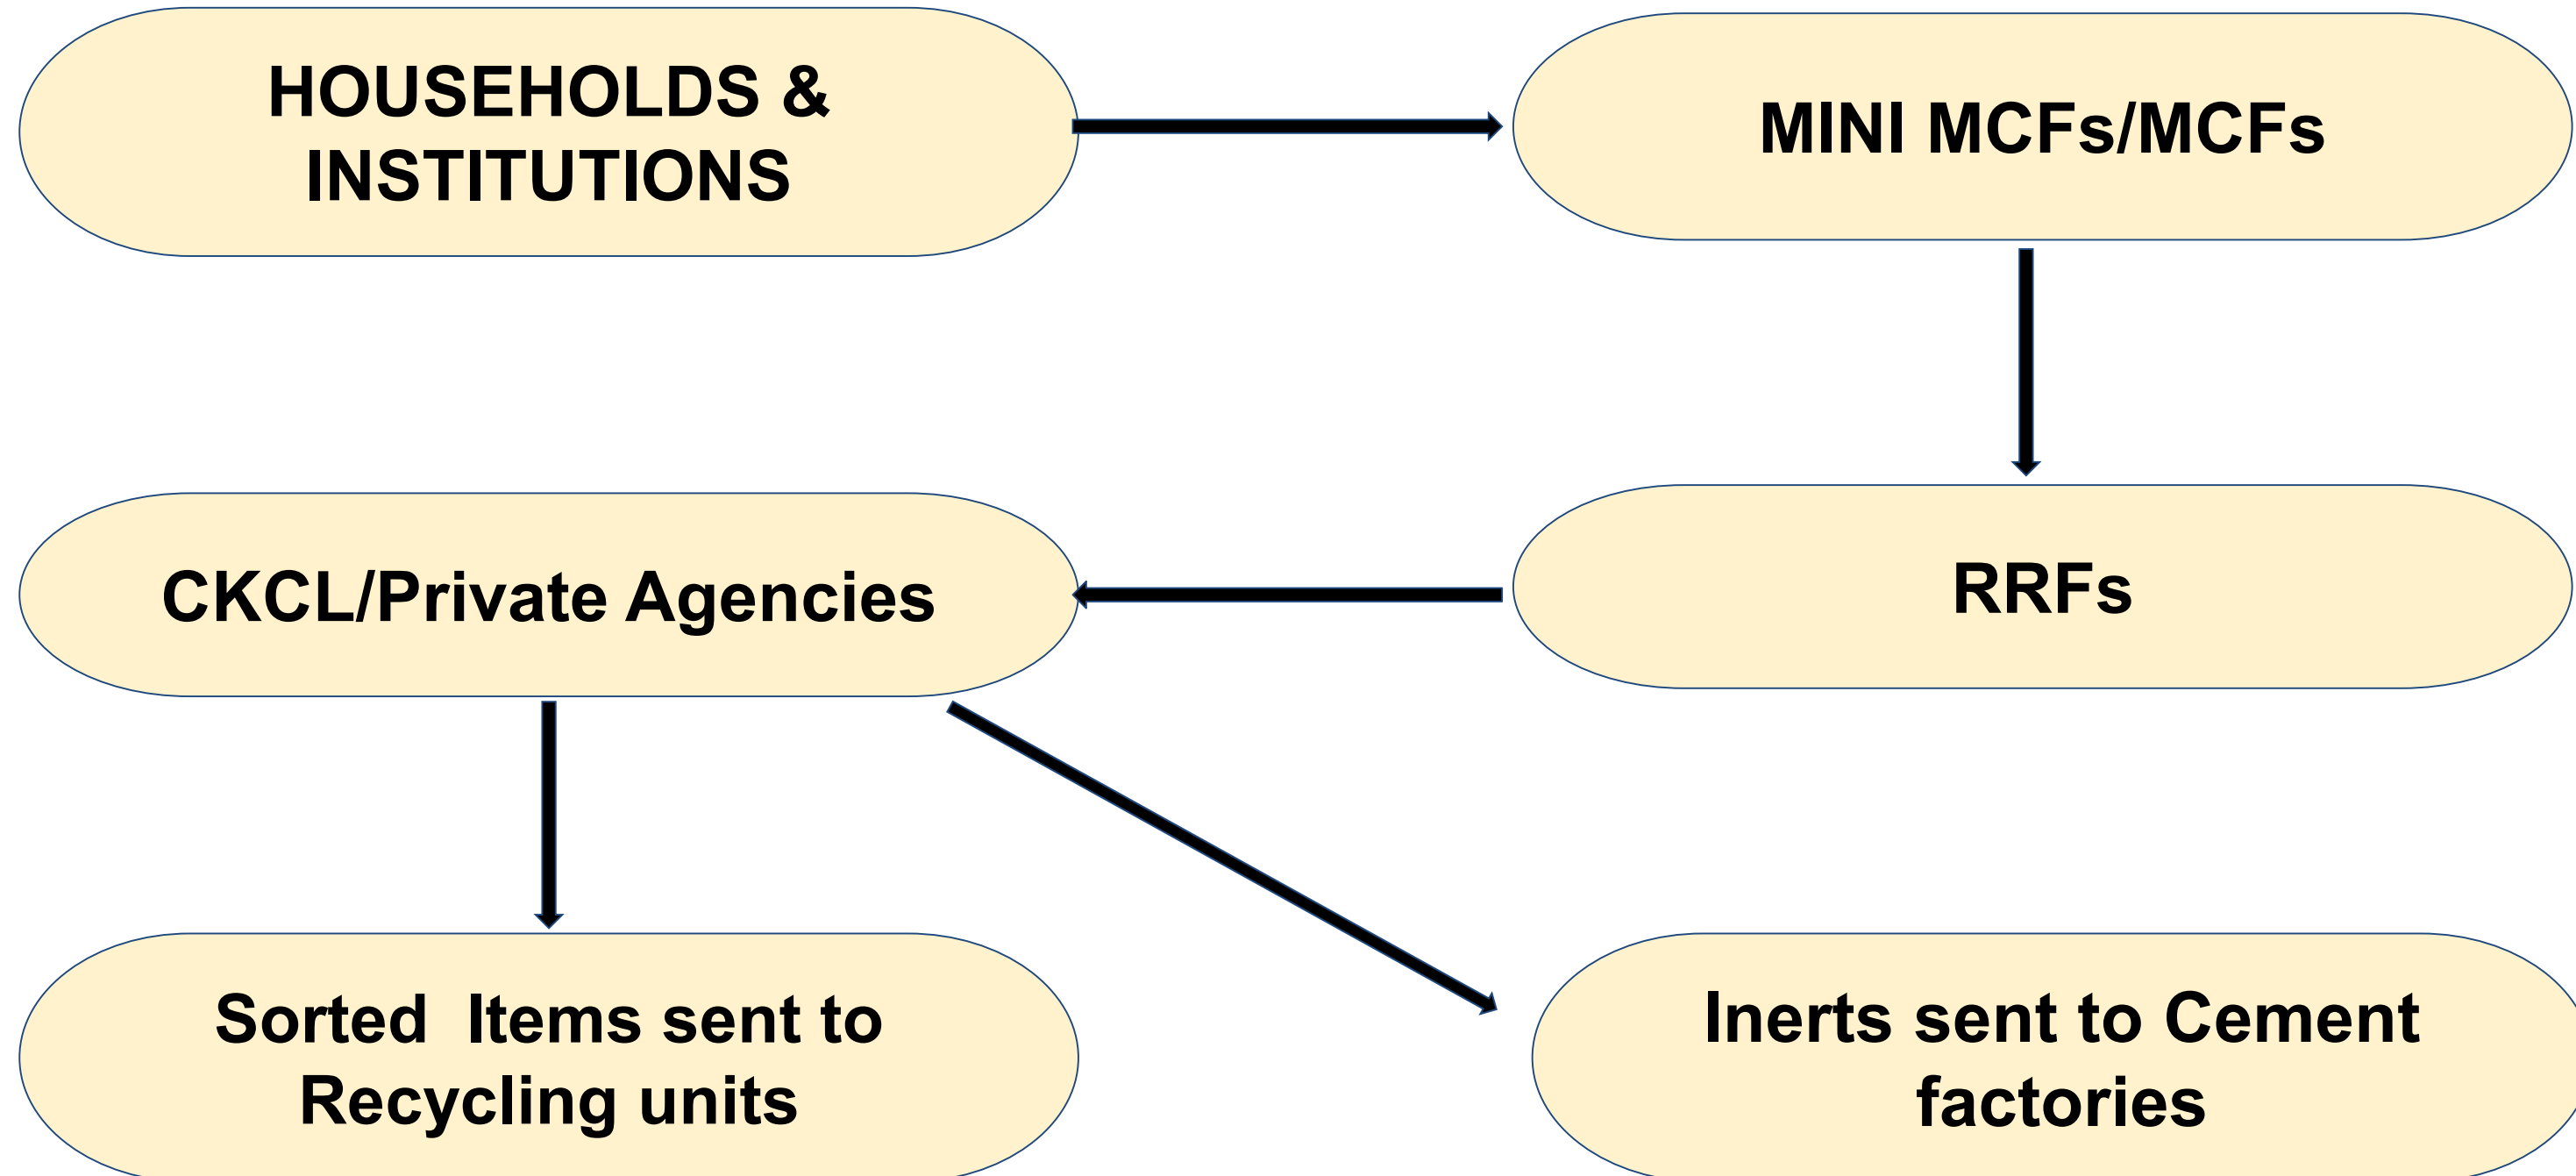 HOUSEHOLDS &
INSTITUTIONS
MINI MCFs/MCFs
CKCL/Private Agencies
RRFs
Sorted  Items sent to
Recycling units
Inerts sent to Cement
factories